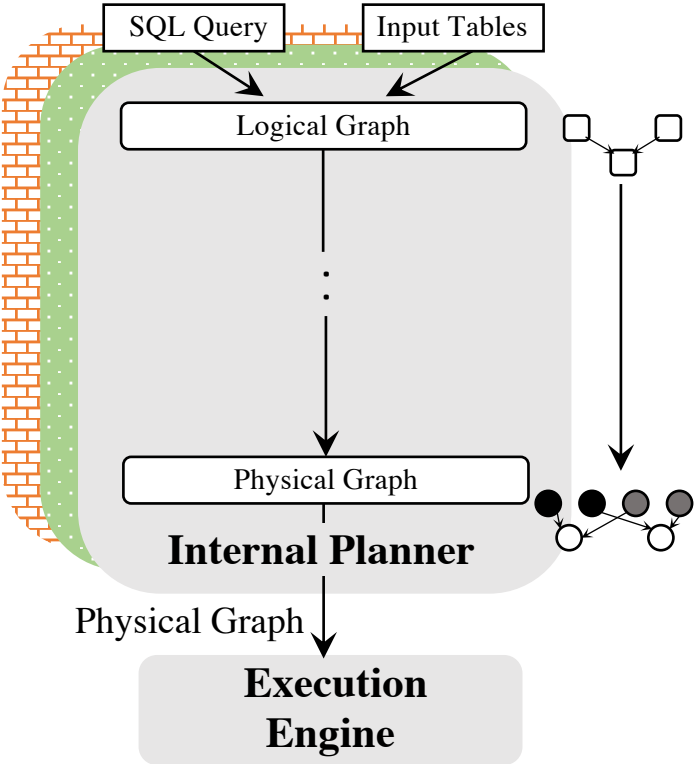 SQL Query
Input Tables
Logical Graph
Physical Graph
Internal Planner
Physical Graph
Execution
Engine